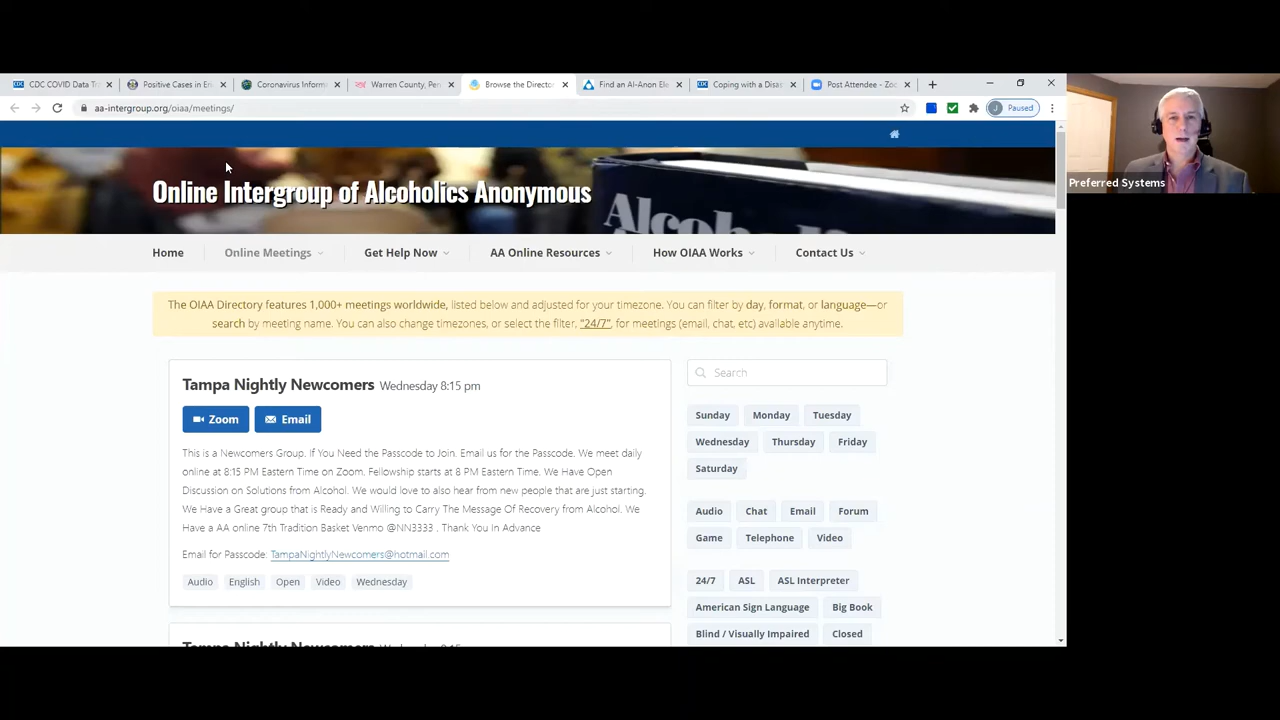 CDC COVID Data Tr
Positive Cases in Eri
Coronavirus Informa
Warren County, Pen
Browse the Director
Find an Al-Anon Ele
Coping with a Disas
Post Attendee - Zoo
aa-intergroup.org/oiaa/meetings/
J Paused
Preferred Systems
Online Intergroup of Alcoholics Anonymous
Home
Online Meetings
Get Help Now
AA Online Resources
How OIAA Works
Contact Us
The OIAA Directory features 1,000+ meetings worldwide, listed below and adjusted for your timezone. You can filter by day, format, or language—or
search by meeting name. You can also change timezones, or select the filter, "24/7", for meetings (email, chat, etc) available anytime.
Tampa Nightly Newcomers Wednesday 8:15 pm
Zoom Email
This is a Newcomers Group. If You Need the Passcode to Join. Email us for the Passcode. We meet daily
online at 8:15 PM Eastern Time on Zoom. Fellowship starts at 8 PM Eastern Time. We Have Open
Discussion on Solutions from Alcohol. We would love to also hear from new people that are just starting.
We Have a Great group that is Ready and Willing to Carry The Message Of Recovery from Alcohol. We
Have a AA online 7th Tradition Basket Venmo @NN3333 , Thank You In Advance
Email for Passcode: TampaNightlyNewcomers@hotmail.com
Audio English Open Video Wednesday
Tampa Nightly Newcomers Wednesday 8:15
Search
Sunday Monday Tuesday
Wednesday Thursday Friday
Saturday
Audio Chat Email Forum
Game Telephone Video
24/7 ASL ASL Interpreter
American Sign Language Big Book
Blind / Visually Impaired Closed